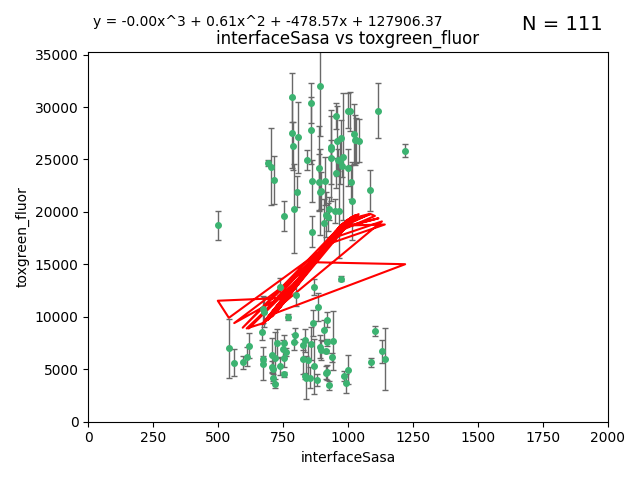 y = -0.00x^3 + 0.61x^2 + -478.57x + 127906.37
N = 111
interfaceSasa vs toxgreen_fluor
35000
30000
25000
20000
15000
10000
5000
0
toxgreen_fluor
0 250 500 750 1000 1250 1500 1750 2000
interfaceSasa